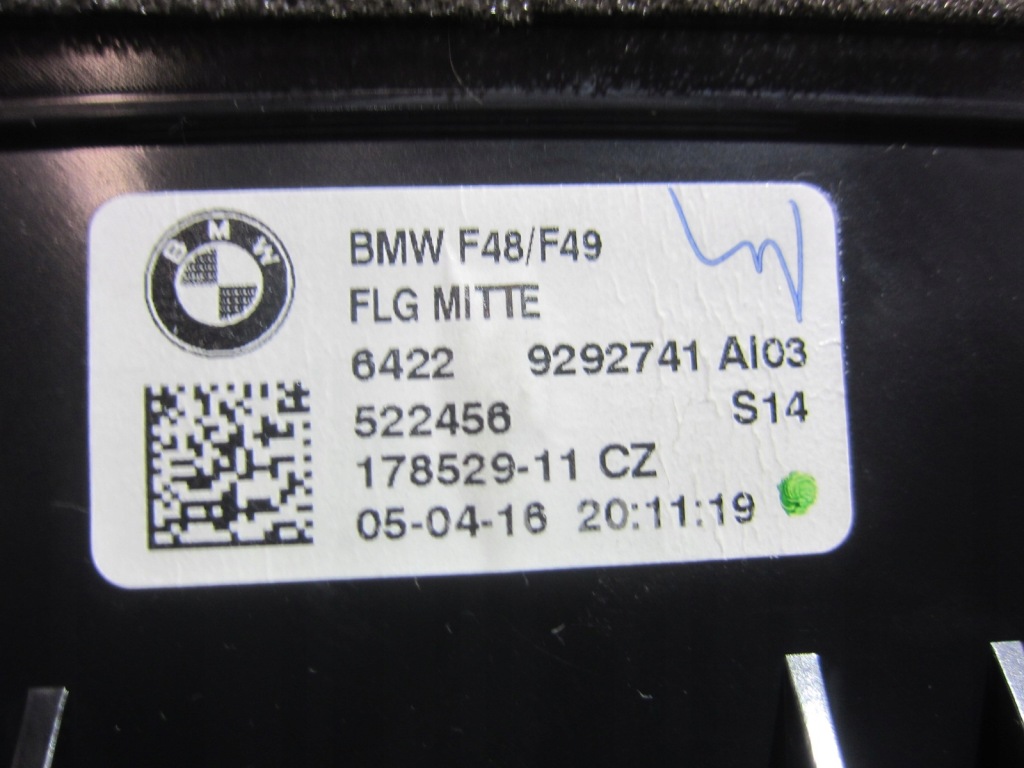 BMW
BMW F48/F49
FLG MITTE
6422 9292741 AI03
522456 S14
178529-11 CZ
05-04-16 20:11:19